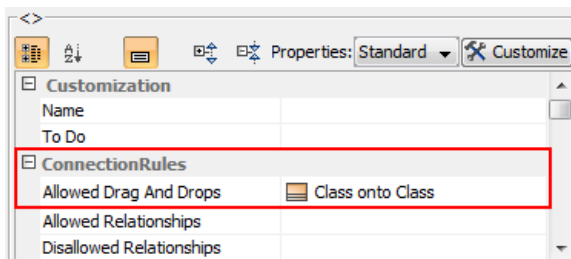 <>
Properties: Standard Customize
Customization
Name
To Do
ConnectionRules
Allowed Drag And Drops Class onto Class
Allowed Relationships
Disallowed Relationships